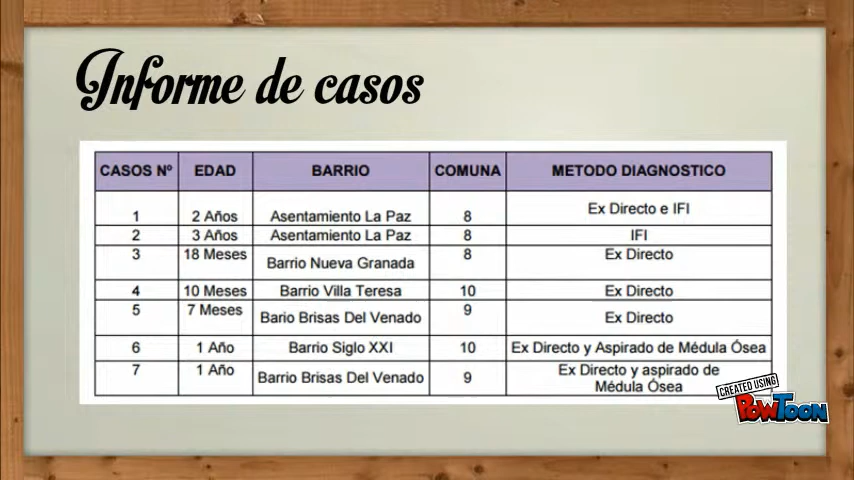 Informe de casos
CASOS Nº EDAD BARRIO COMUNA METODO DIAGNOSTICO
1 2 Años Asentamiento La Paz 8 Ex Directo e IFI
2 3 Años Asentamiento La Paz 8 IFI
3 18 Meses Barrio Nueva Granada 8 Ex Directo
4 10 Meses Barrio Villa Teresa 10 Ex Directo
5 7 Meses Bario Brisas Del Venado 9 Ex Directo
6 1 Año Barrio Siglo XXI 10 Ex Directo y Aspirado de Médula Ósea
7 1 Año Barrio Brisas Del Venado 9 Ex Directo y aspirado de
Médula Ósea
CREATED USING
POWTOON